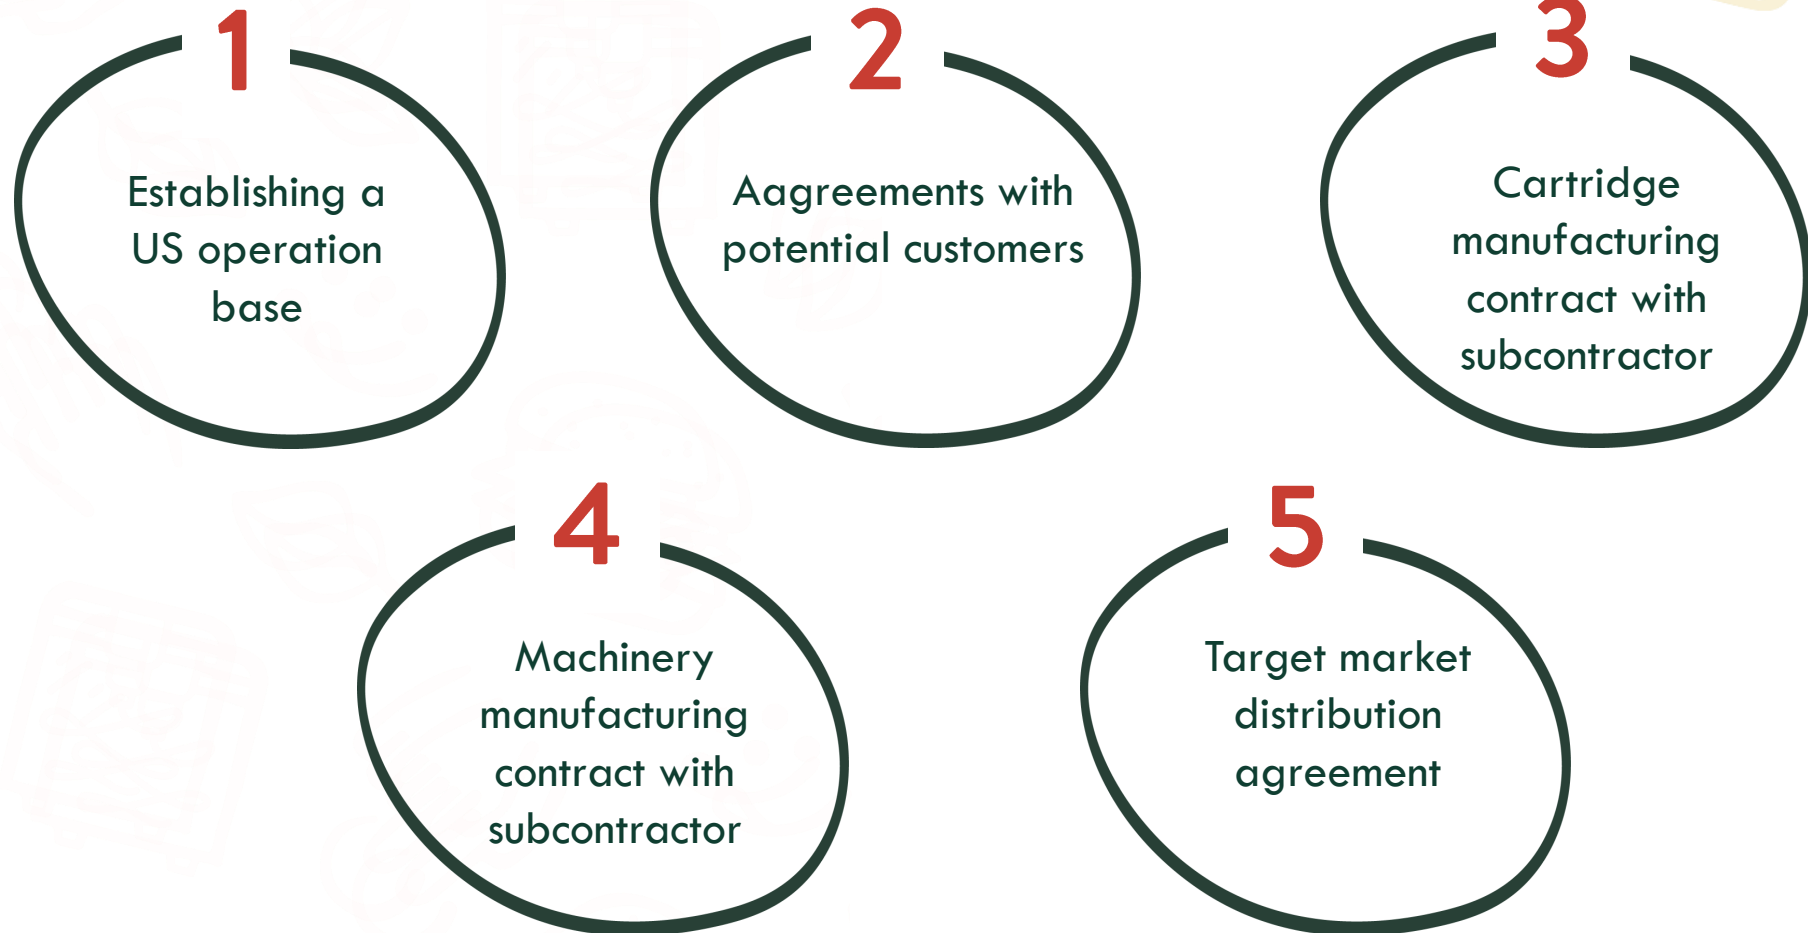 1
Establishing a
US operation
base
2
Aagreements with
potential customers
3
Cartridge
manufacturing
contract with
subcontractor
4
Machinery
manufacturing
contract with
subcontractor
5
Target market
distribution
agreement